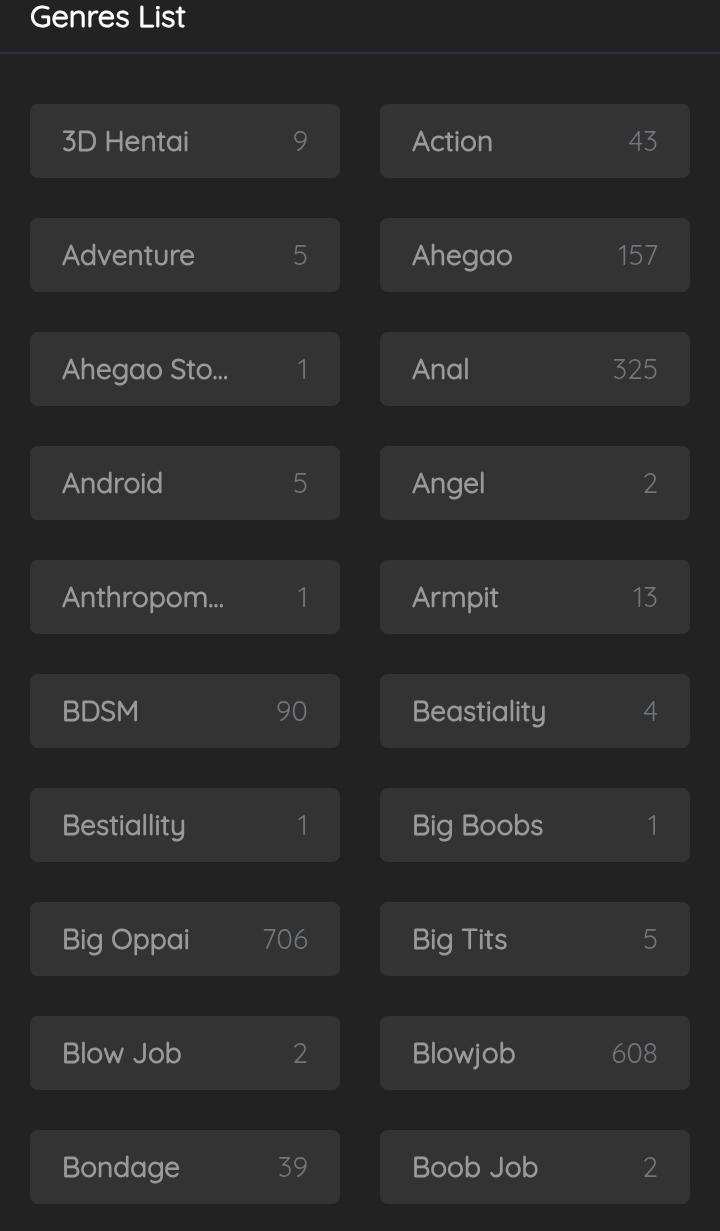 Genres List
3D Hentai 9
Action 43
Adventure 5
Ahegao 157
Ahegao Sto... 1
Anal 325
Android 5
Angel 2
Anthropom... 1
Armpit 13
BDSM 90
Beastiality 4
Bestiallity 1
Big Boobs 1
Big Oppai 706
Big Tits 5
Blow Job 2
Blowjob 608
Bondage 39
Boob Job 2